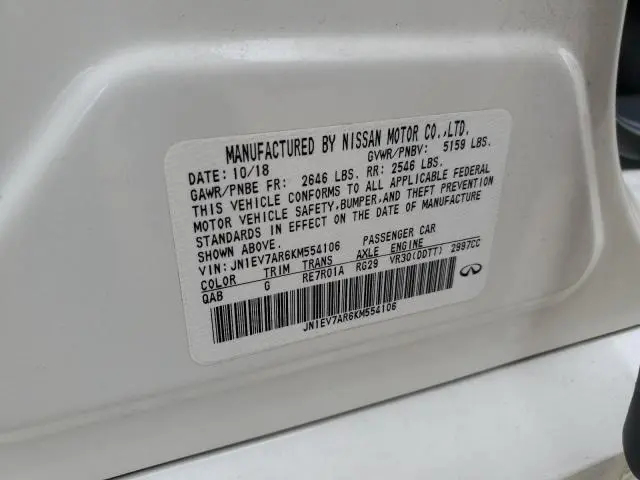 MANUFACTURED BY NISSAN MOTOR CO.,LTD.
DATE: 10/18 GVWR/PNBV: 5159 LBS.
GAWR/PNBE FR: 2646 LBS. RR: 2546 LBS.
THIS VEHICLE CONFORMS TO ALL APPLICABLE FEDERAL
MOTOR VEHICLE SAFETY,BUMPER,AND THEFT PREVENTION
STANDARDS IN EFFECT ON THE DATE OF MANUFACTURE
SHOWN ABOVE.
VIN: JN1EV7AR6KM554106 PASSENGER CAR
COLOR TRIM TRANS AXLE ENGINE
QAB G RE7R01A RG29 VR30(DDTT) 2997CC
JN1EV7AR6KM554106